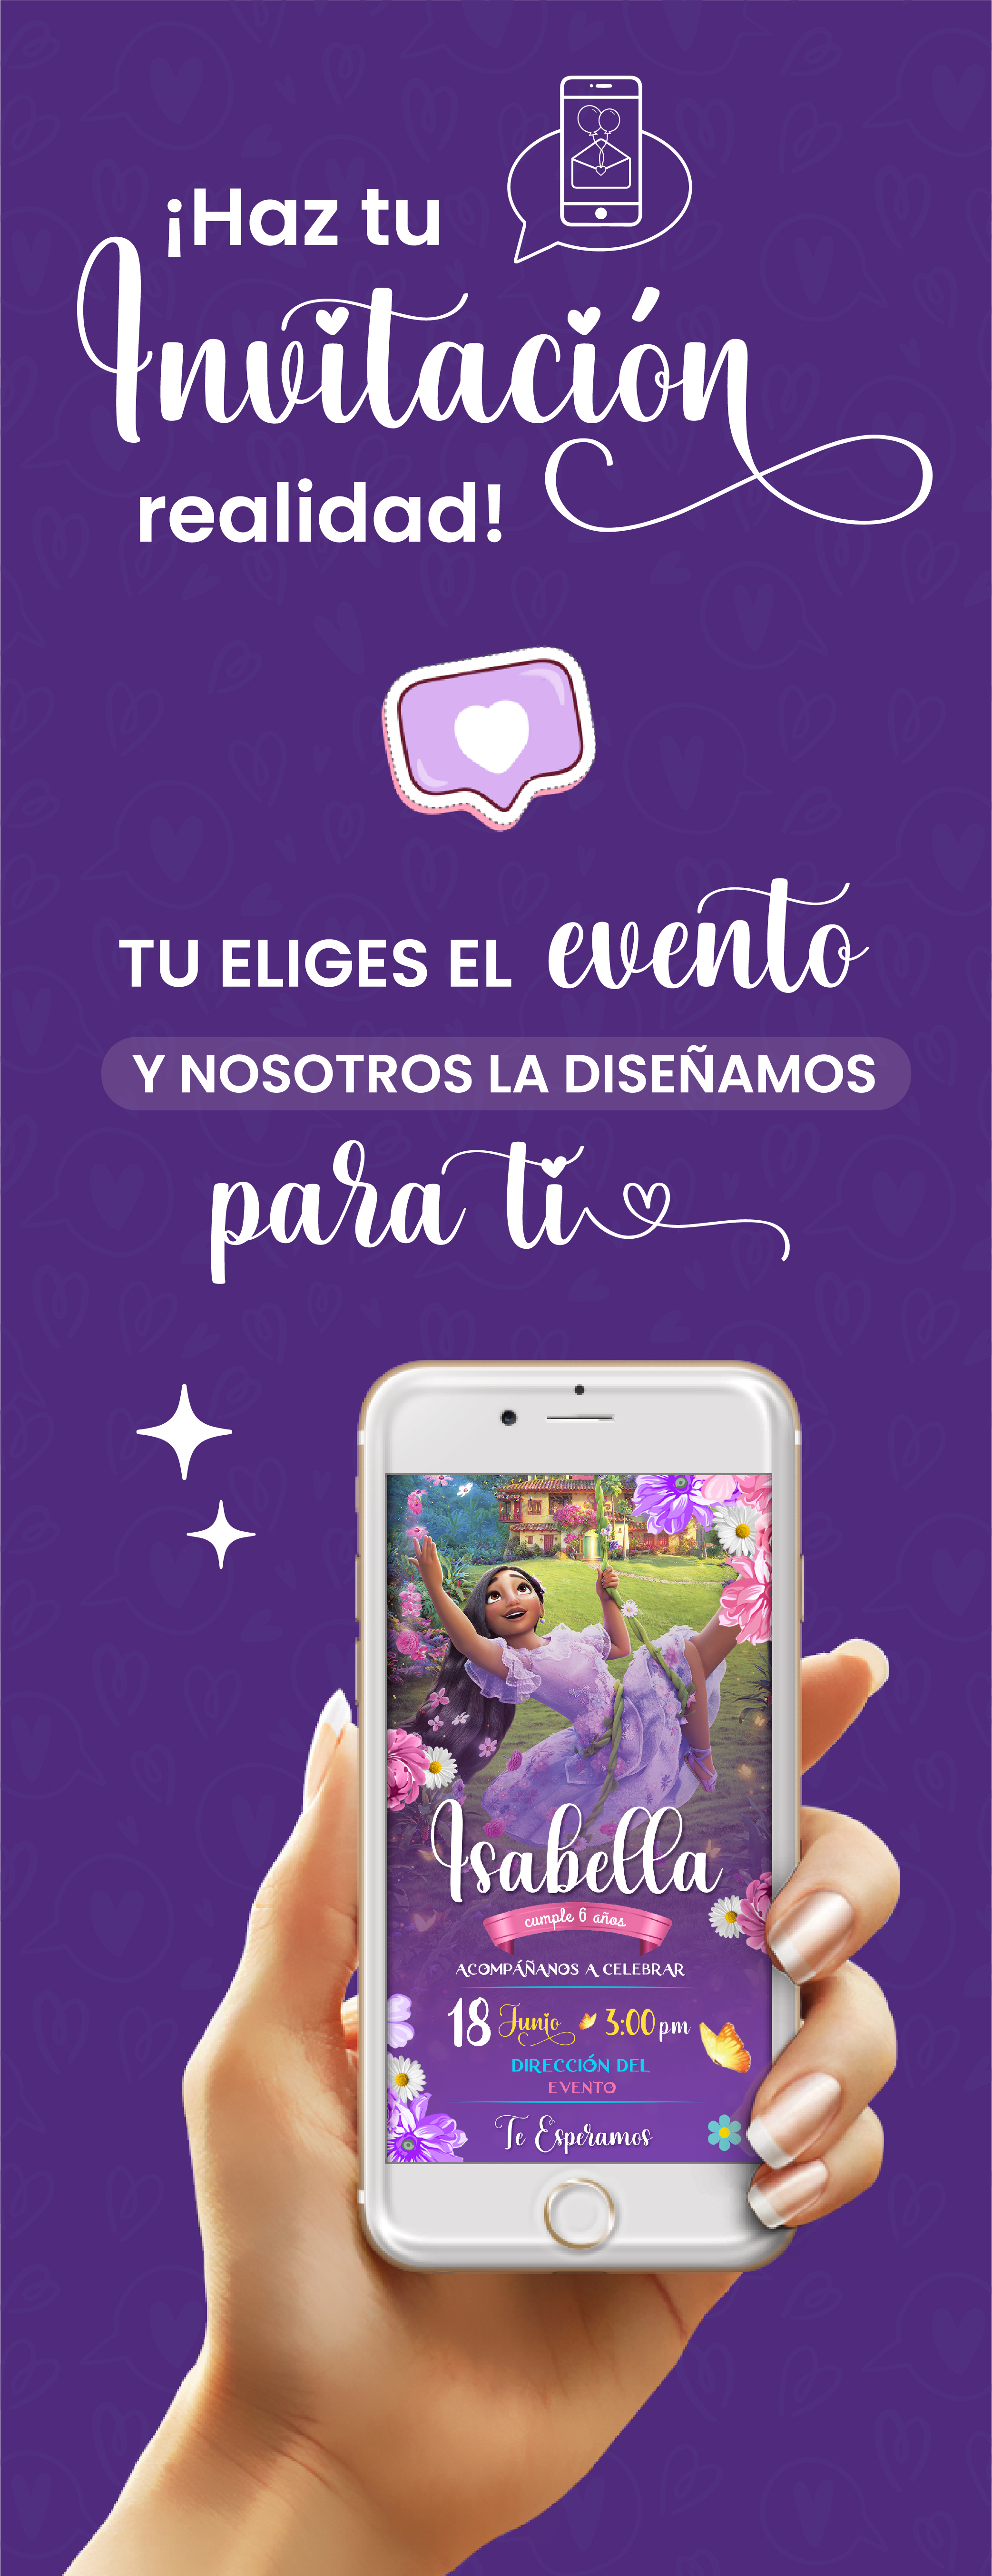 ¡Haz tu
Invitación
realidad!
TU ELIGES EL evento
Y NOSOTROS LA DISEÑAMOS
para ti
Isabella
cumple 6 años
ACOMPÁÑANOS A CELEBRAR
18 Junio 3:00 pm
DIRECCIÓN DEL
EVENTO
Te Esperamos